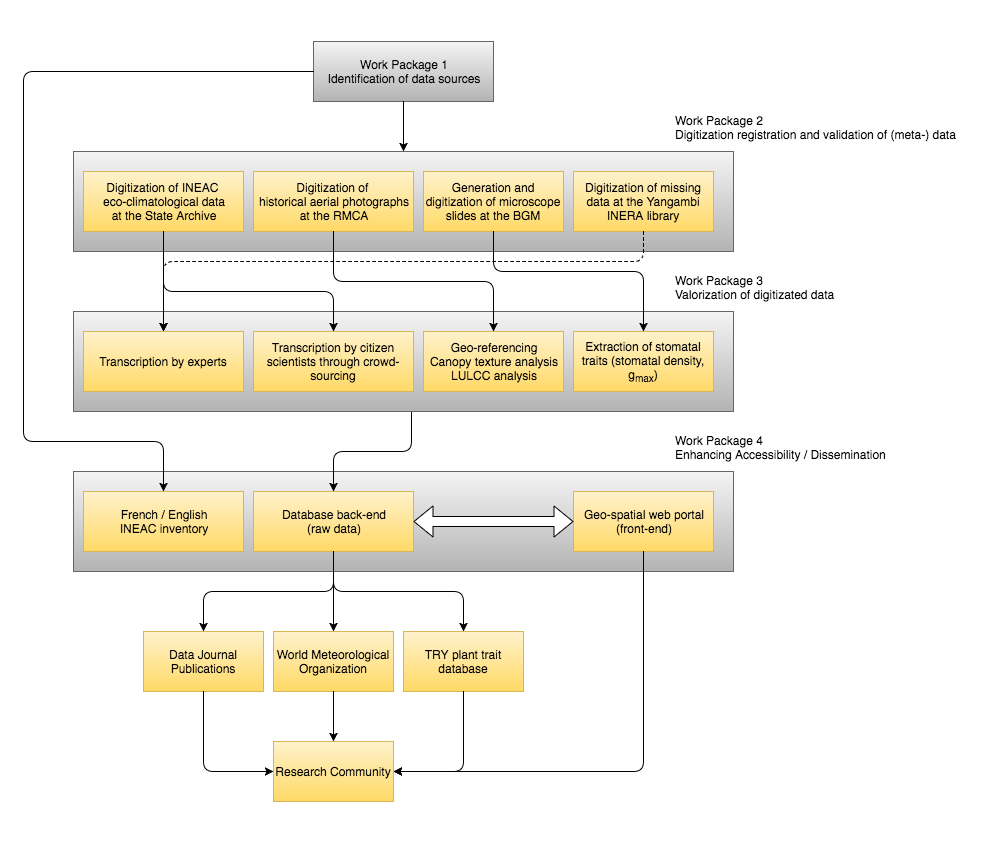 Work Package 1
Identification of data sources
Work Package 2
Digitization registration and validation of (meta-) data
Digitization of INEAC
eco-climatological data
at the State Archive
Digitization of
historical aerial photographs
at the RMCA
Generation and
digitization of microscope
slides at the BGM
Digitization of missing
data at the Yangambi
INERA library
Work Package 3
Valorization of digitizated data
Transcription by experts
Transcription by citizen
scientists through crowd-
sourcing
Geo-referencing
Canopy texture analysis
LULCC analysis
Extraction of stomatal
traits (stomatal density,
gmax)
Work Package 4
Enhancing Accessibility / Dissemination
French / English
INEAC inventory
Database back-end
(raw data)
Geo-spatial web portal
(front-end)
Data Journal
Publications
World Meteorological
Organization
TRY plant trait
database
Research Community